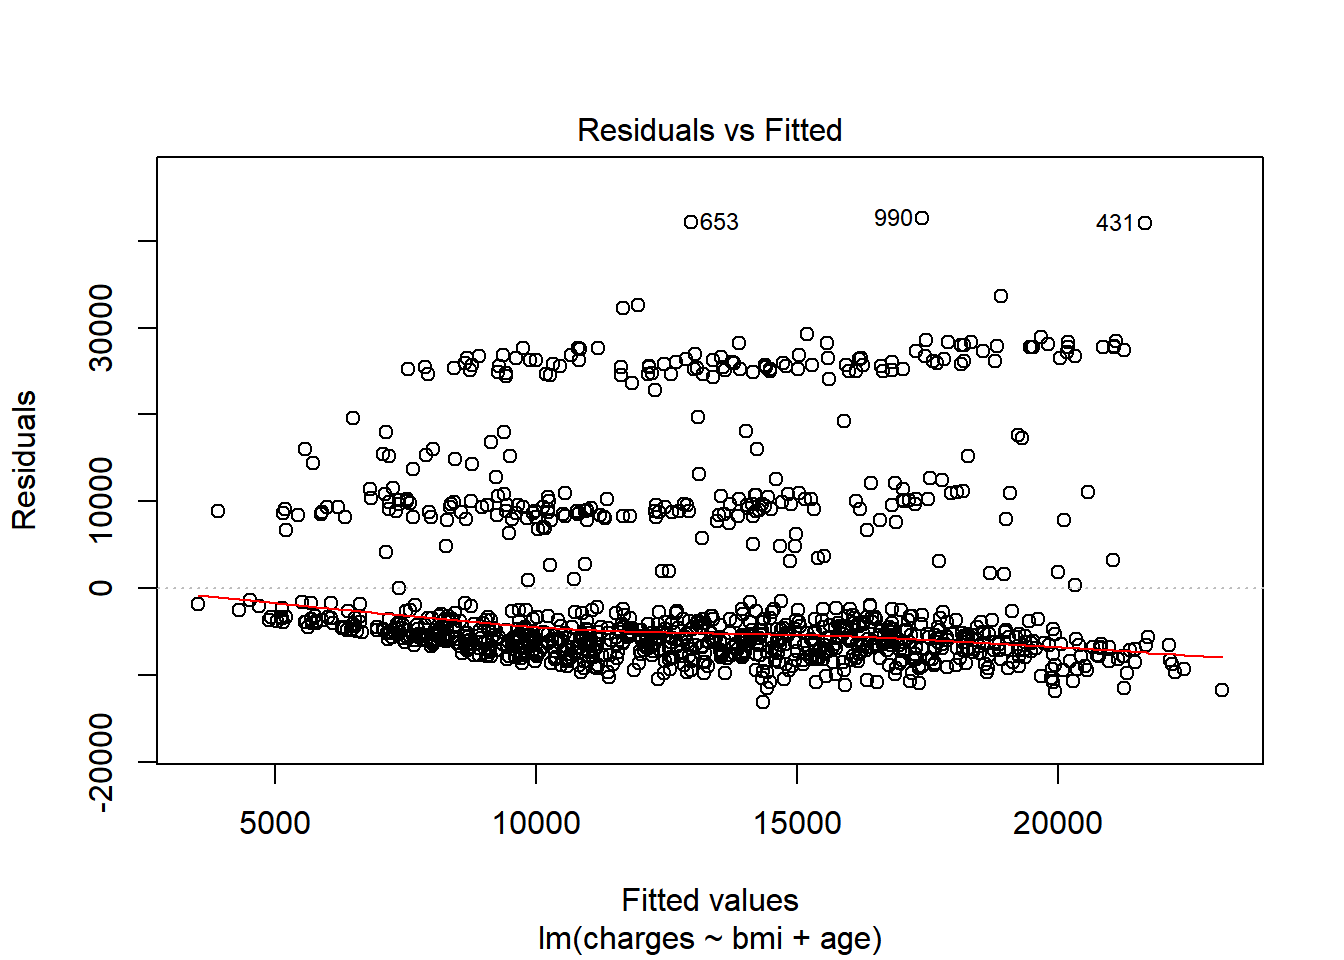 Residuals vs Fitted
653
990
431
Residuals
30000
10000
0
-20000
5000 10000 15000 20000
Fitted values
lm(charges ~ bmi + age)